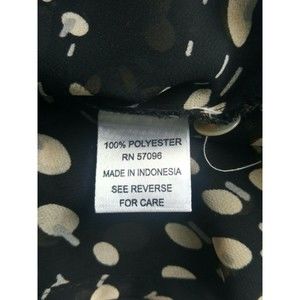 100% POLYESTER
RN 57096
MADE IN INDONESIA
SEE REVERSE
FOR CARE